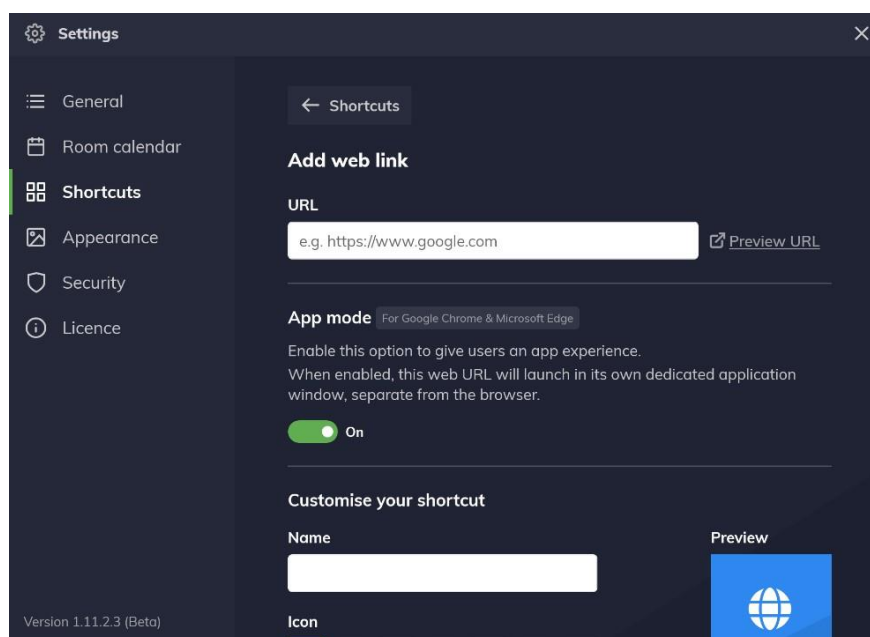 Settings
General
Room calendar
Shortcuts
Appearance
Security
Licence
Version 1.11.2.3 (Beta)
Shortcuts
Add web link
URL
e.g. https://www.google.com
Preview URL
App mode For Google Chrome & Microsoft Edge
Enable this option to give users an app experience.
When enabled, this web URL will launch in its own dedicated application
window, separate from the browser.
On
Customise your shortcut
Name
Preview
Icon